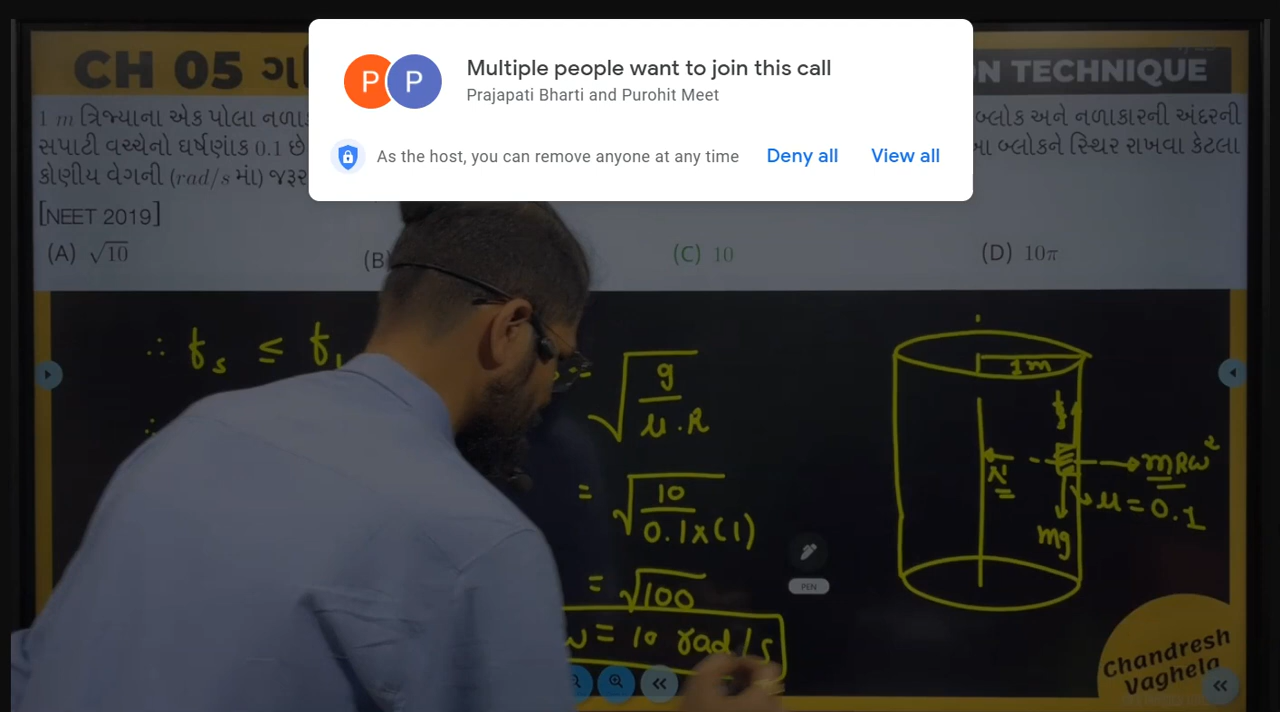 CH 05 ગ
N TECHNIQUE
P P
Multiple people want to join this call
Prajapati Bharti and Purohit Meet
As the host, you can remove anyone at any time
Deny all
View all
1 m ત્રિજ્યાના એક પોલા નળા બ્લોક અને નળાકારની અંદરની
સપાટી વચ્ચેનો ઘર્ષણાંક 0.1 છે બ્લોકને સ્થિર રાખવા કેટલા
કોણીય વેગની (rad/s માં) જરૂર
[NEET 2019]
(A) √10
(B)
(C) 10
(D) 10π
∴ fs ≤ f
= √(g/μ.R)
= √(10/0.1×(1))
= √100
ω = 10 rad/s
1m
f
N
mRω²
μ = 0.1
mg
PEN
Chandresh
Vaghela